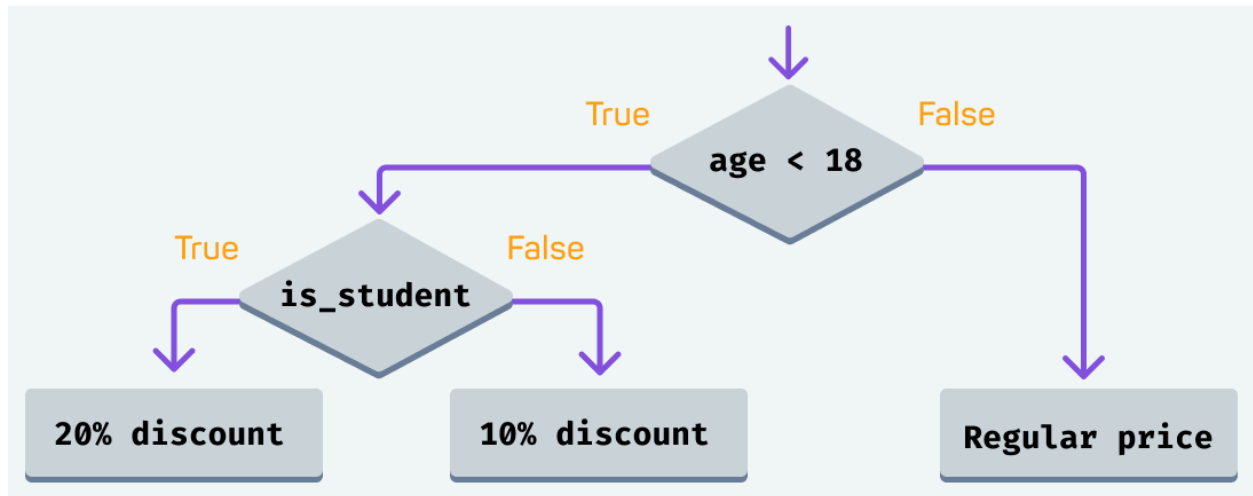 True
False
age < 18
True
False
is_student
20% discount
10% discount
Regular price